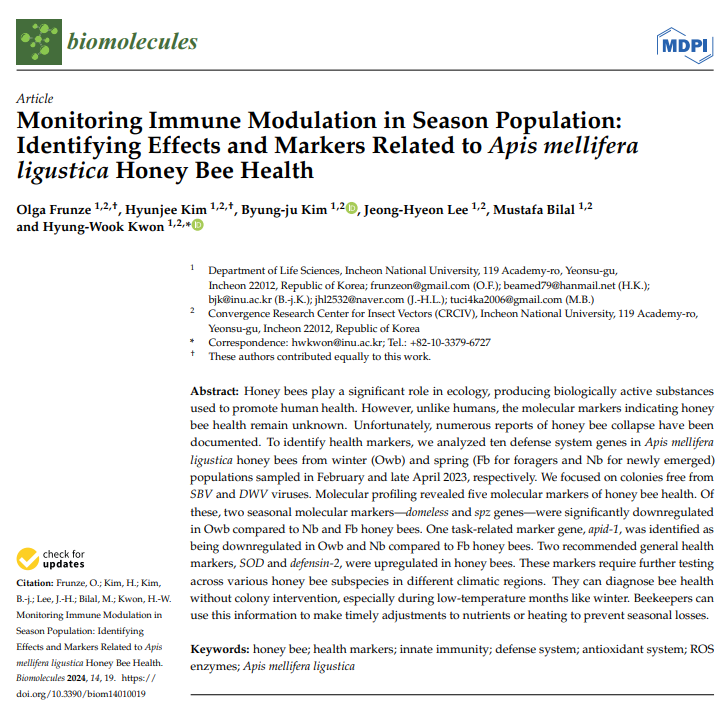 biomolecules
MDPI
Article
Monitoring Immune Modulation in Season Population:
Identifying Effects and Markers Related to Apis mellifera
ligustica Honey Bee Health
Olga Frunze 1,2,†, Hyunjee Kim 1,2,†, Byung-ju Kim 1,2, Jeong-Hyeon Lee 1,2, Mustafa Bilal 1,2
and Hyung-Wook Kwon 1,2,*
1 Department of Life Sciences, Incheon National University, 119 Academy-ro, Yeonsu-gu,
Incheon 22012, Republic of Korea; frunzeon@gmail.com (O.F.); beamed79@hanmail.net (H.K.);
bjk@inu.ac.kr (B.-j.K.); jhl2532@naver.com (J.-H.L.); tuci4ka2006@gmail.com (M.B.)
2 Convergence Research Center for Insect Vectors (CRCIV), Incheon National University, 119 Academy-ro,
Yeonsu-gu, Incheon 22012, Republic of Korea
* Correspondence: hwkwon@inu.ac.kr; Tel.: +82-10-3379-6727
† These authors contributed equally to this work.
Abstract: Honey bees play a significant role in ecology, producing biologically active substances
used to promote human health. However, unlike humans, the molecular markers indicating honey
bee health remain unknown. Unfortunately, numerous reports of honey bee collapse have been
documented. To identify health markers, we analyzed ten defense system genes in Apis mellifera
ligustica honey bees from winter (Owb) and spring (Fb for foragers and Nb for newly emerged)
populations sampled in February and late April 2023, respectively. We focused on colonies free from
SBV and DWV viruses. Molecular profiling revealed five molecular markers of honey bee health. Of
these, two seasonal molecular markers—domeless and spz genes—were significantly downregulated
in Owb compared to Nb and Fb honey bees. One task-related marker gene, apid-1, was identified as
being downregulated in Owb and Nb compared to Fb honey bees. Two recommended general health
markers, SOD and defensin-2, were upregulated in honey bees. These markers require further testing
across various honey bee subspecies in different climatic regions. They can diagnose bee health
without colony intervention, especially during low-temperature months like winter. Beekeepers can
use this information to make timely adjustments to nutrients or heating to prevent seasonal losses.
Keywords: honey bee; health markers; innate immunity; defense system; antioxidant system; ROS
enzymes; Apis mellifera ligustica
check for
updates
Citation: Frunze, O.; Kim, H.; Kim,
B.-j.; Lee, J.-H.; Bilal, M.; Kwon, H.-W.
Monitoring Immune Modulation in
Season Population: Identifying
Effects and Markers Related to Apis
mellifera ligustica Honey Bee Health.
Biomolecules 2024, 14, 19. https://
doi.org/10.3390/biom14010019